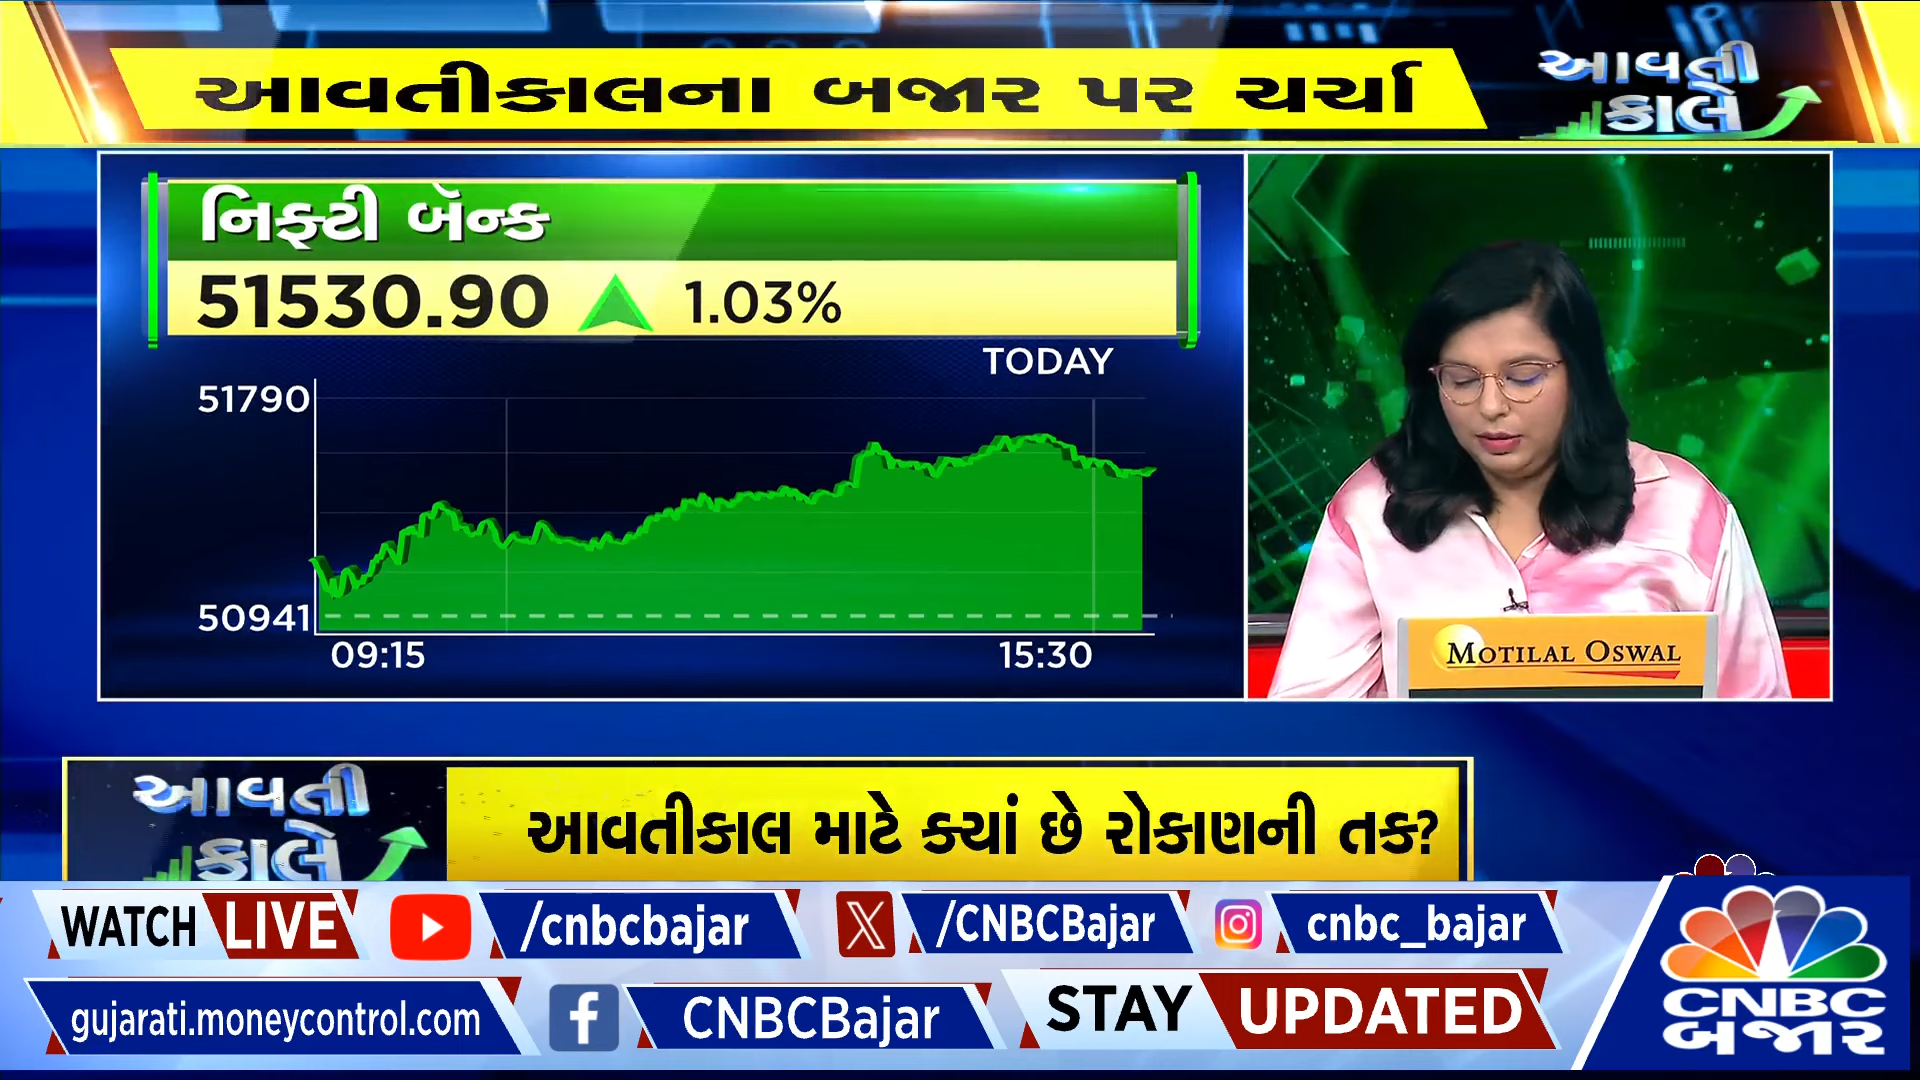 આવતીકાલના બજાર પર ચર્ચા
આવતી
કાલે
નિફ્ટી બૅન્ક
51530.90 1.03%
TODAY
51790
50941
09:15 15:30
MOTILAL OSWAL
આવતી
કાલે
આવતીકાલ માટે ક્યાં છે રોકાણની તક?
WATCH LIVE /cnbcbajar /CNBCBajar cnbc_bajar
gujarati.moneycontrol.com CNBCBajar STAY UPDATED
CNBC
બજાર